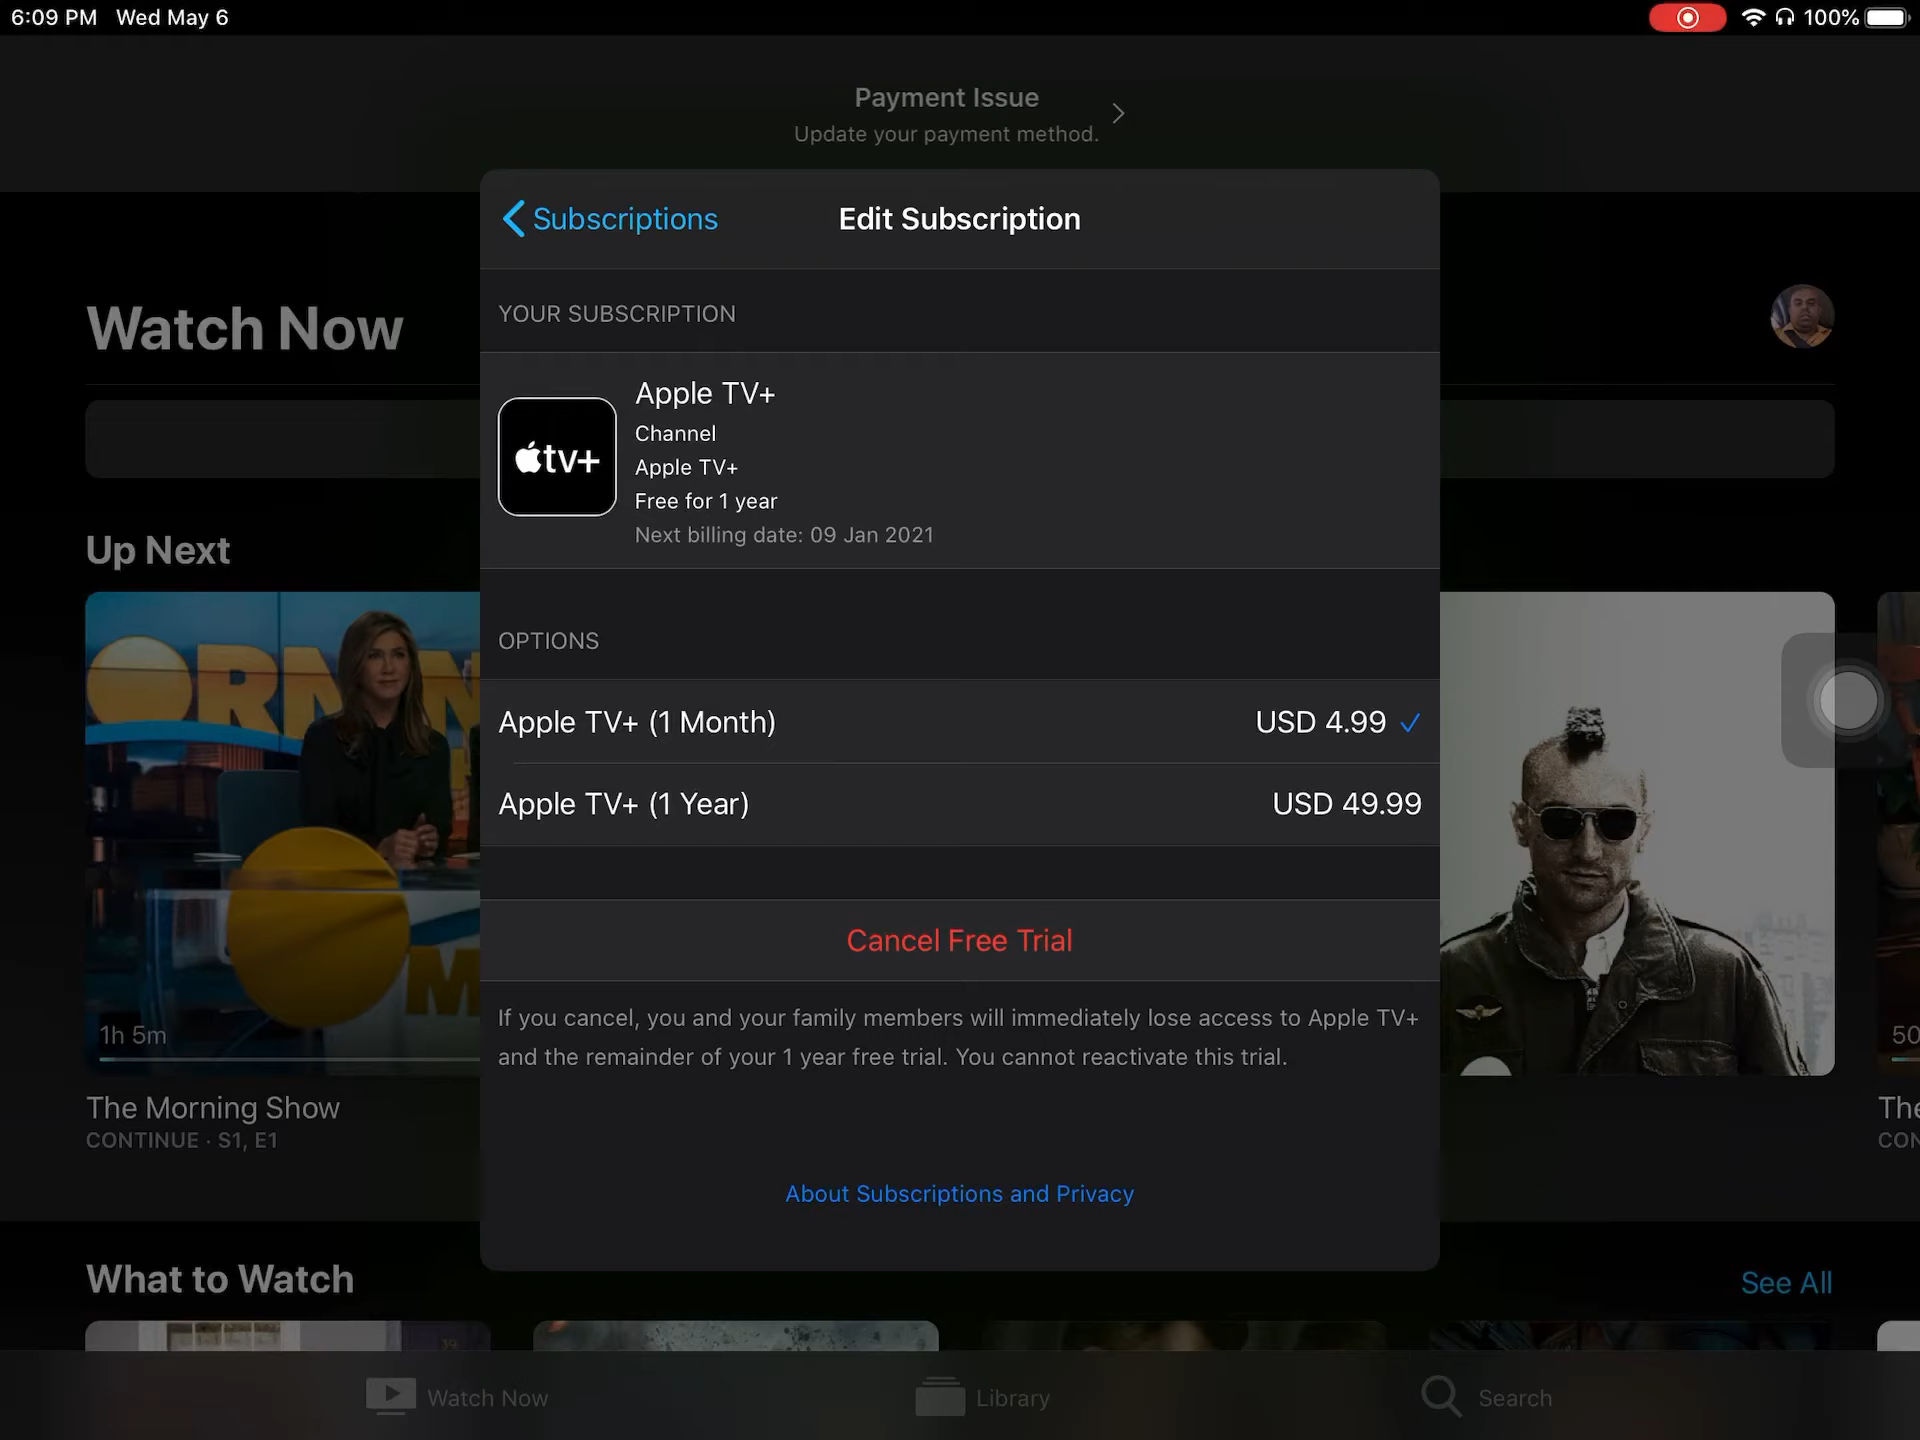 6:09 PM Wed May 6
100%
Payment Issue
Update your payment method.
Subscriptions
Edit Subscription
YOUR SUBSCRIPTION
Watch Now
tv+
Apple TV+
Channel
Apple TV+
Free for 1 year
Next billing date: 09 Jan 2021
Up Next
OPTIONS
Apple TV+ (1 Month) USD 4.99
Apple TV+ (1 Year) USD 49.99
Cancel Free Trial
If you cancel, you and your family members will immediately lose access to Apple TV+
and the remainder of your 1 year free trial. You cannot reactivate this trial.
1h 5m
50
The Morning Show
CONTINUE · S1, E1
The
CON
About Subscriptions and Privacy
What to Watch
See All
Watch Now
Library
Search